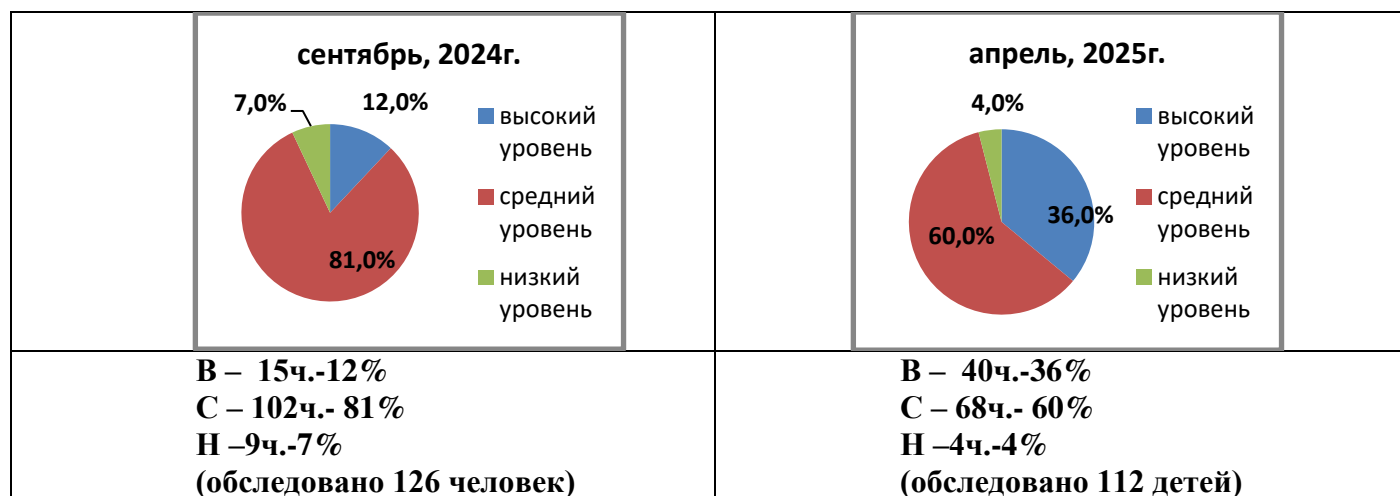 сентябрь, 2024г.
7,0%
12,0%
81,0%
высокий
уровень
средний
уровень
низкий
уровень
апрель, 2025г.
4,0%
36,0%
60,0%
высокий
уровень
средний
уровень
низкий
уровень
В – 15ч.-12%
С – 102ч.- 81%
Н –9ч.-7%
(обследовано 126 человек)
В – 40ч.-36%
С – 68ч.- 60%
Н –4ч.-4%
(обследовано 112 детей)